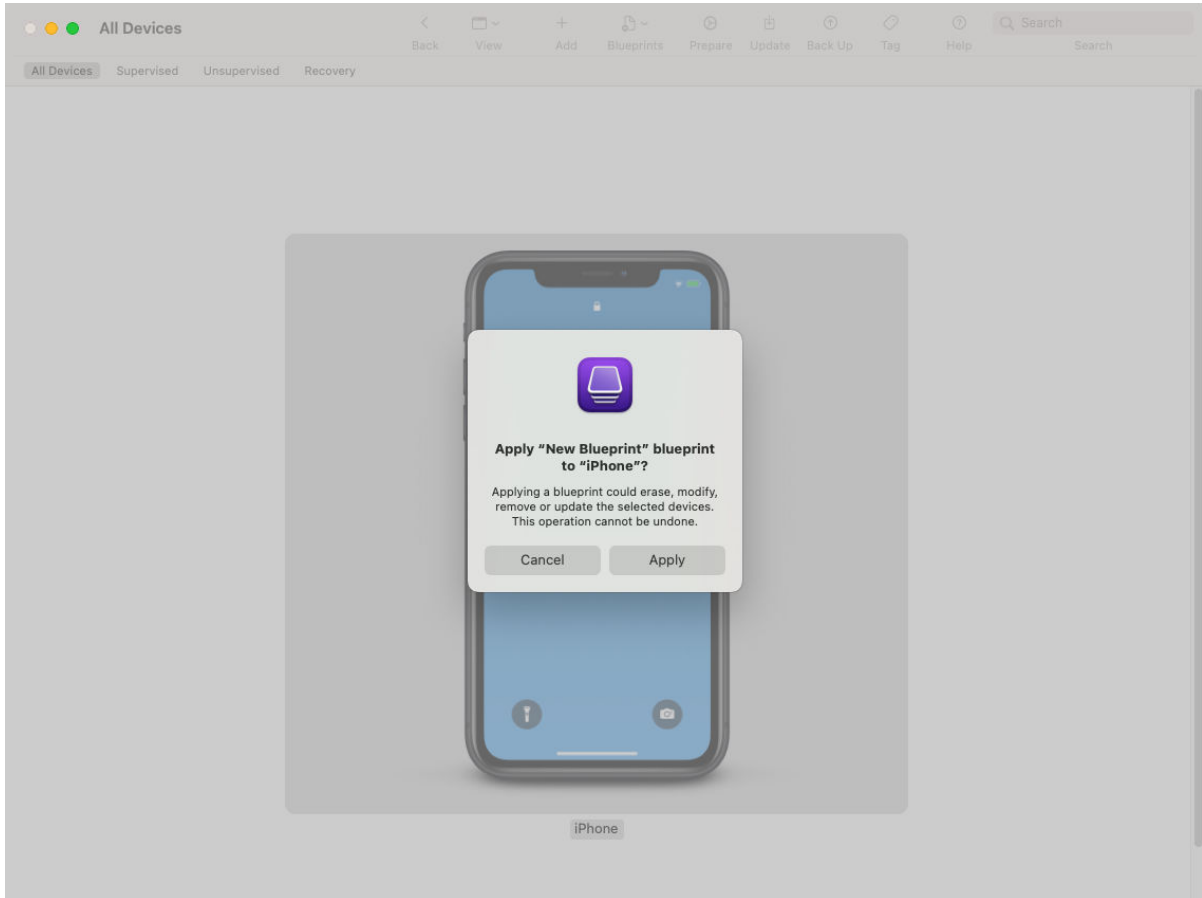 All Devices
Back
View
Add
Blueprints
Prepare
Update
Back Up
Tag
Help
Search
Search
All Devices
Supervised
Unsupervised
Recovery
Apply “New Blueprint” blueprint
to “iPhone”?
Applying a blueprint could erase, modify,
remove or update the selected devices.
This operation cannot be undone.
Cancel
Apply
iPhone